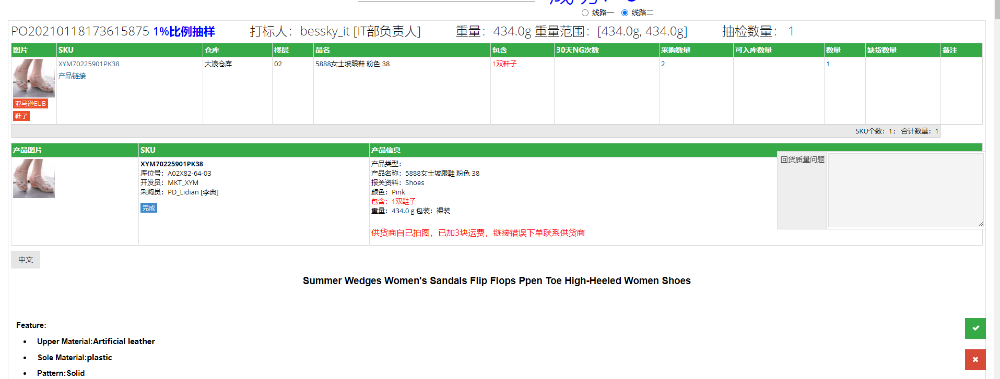 线路一 线路二
PO20210118173615875 1%比例抽样 打标人：bessky_it [IT部负责人] 重量：434.0g 重量范围：[434.0g, 434.0g] 抽检数量： 1
图片 SKU 仓库 楼层 品名 包含 30天NG次数 采购数量 可入库数量 数量 缺货数量 备注
XYM70225901PK38 大浪仓库 02 5888女士坡跟鞋 粉色 38 1双鞋子 2 1
产品链接
亚马逊EUB
鞋子
SKU个数：1； 合计数量：1
产品图片 SKU 产品信息
回货质量问题
XYM70225901PK38 产品类型：
库位号：A02X82-64-03 产品名称：5888女士坡跟鞋 粉色 38
开发员：MKT_XYM 报关资料：Shoes
采购员：PD_Lidian [李典] 颜色：Pink
包含：1双鞋子
完成 重量：434.0 g 包装：裸装
供货商自己拍图，已加3块运费，链接错误下单联系供货商
中文
Summer Wedges Women's Sandals Flip Flops Ppen Toe High-Heeled Women Shoes
Feature:
Upper Material:Artificial leather
Sole Material:plastic
Pattern:Solid